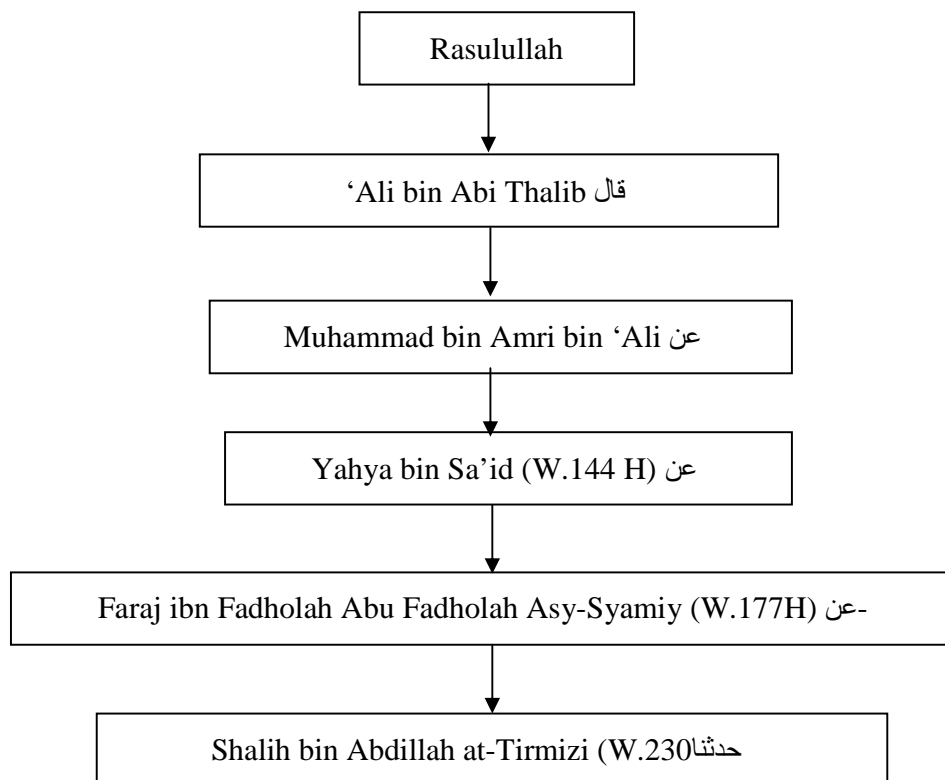 Rasulullah
‘Ali bin Abi Thalib قال
Muhammad bin Amri bin ‘Ali عن
Yahya bin Sa’id (W.144 H) عن
Faraj ibn Fadholah Abu Fadholah Asy-Syamiy (W.177H) عن-
Shalih bin Abdillah at-Tirmizi (W.230حدثنا